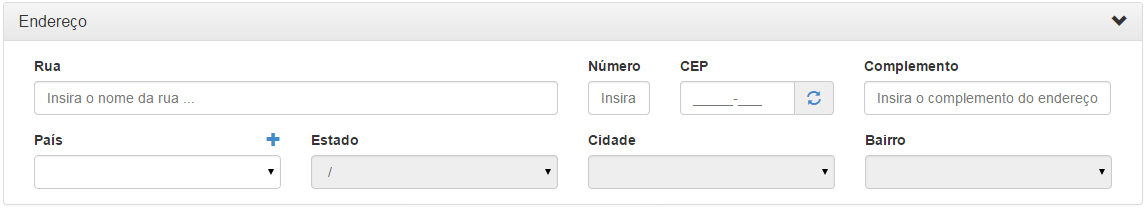 Endereço
Rua Número CEP Complemento
Insira o nome da rua ... Insira _____-___ Insira o complemento do endereço
País Estado Cidade Bairro
/